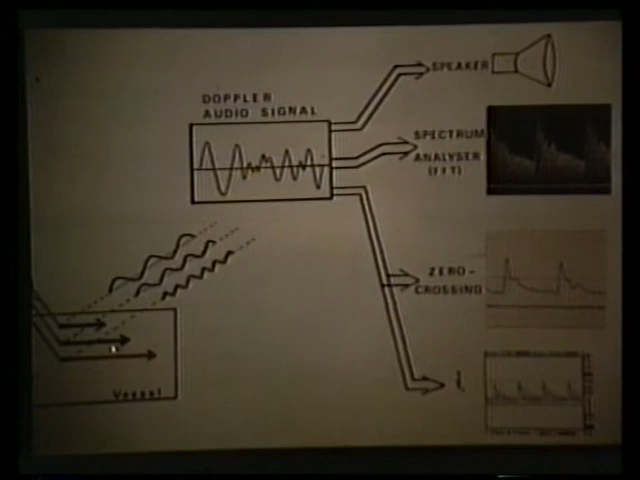 DOPPLER
AUDIO SIGNAL
SPEAKER
SPECTRUM
ANALYSER
(FFT)
ZERO-
CROSSING
Vessel